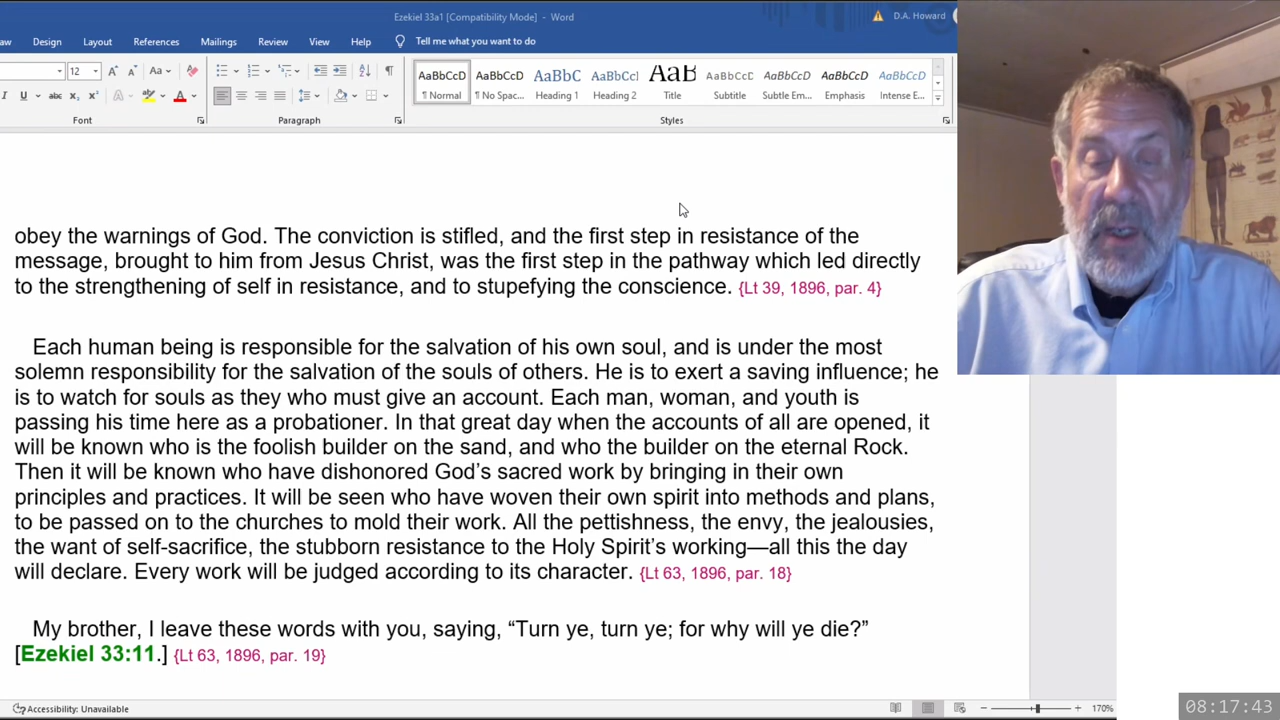 Ezekiel 33a1 [Compatibility Mode] - Word
D.A. Howard
aw Design Layout References Mailings Review View Help Tell me what you want to do
12 Aa
U abc x₂ x² A A
AaBbCcD AaBbCcD AaBbC AaBbCcl AaB AaBbCcC AaBbCcD AaBbCcD AaBbCcD
¶ Normal ¶ No Spac... Heading 1 Heading 2 Title Subtitle Subtle Em... Emphasis Intense E...
Font Paragraph Styles
obey the warnings of God. The conviction is stifled, and the first step in resistance of the
message, brought to him from Jesus Christ, was the first step in the pathway which led directly
to the strengthening of self in resistance, and to stupefying the conscience. {Lt 39, 1896, par. 4}
Each human being is responsible for the salvation of his own soul, and is under the most
solemn responsibility for the salvation of the souls of others. He is to exert a saving influence; he
is to watch for souls as they who must give an account. Each man, woman, and youth is
passing his time here as a probationer. In that great day when the accounts of all are opened, it
will be known who is the foolish builder on the sand, and who the builder on the eternal Rock.
Then it will be known who have dishonored God’s sacred work by bringing in their own
principles and practices. It will be seen who have woven their own spirit into methods and plans,
to be passed on to the churches to mold their work. All the pettishness, the envy, the jealousies,
the want of self-sacrifice, the stubborn resistance to the Holy Spirit’s working—all this the day
will declare. Every work will be judged according to its character. {Lt 63, 1896, par. 18}
My brother, I leave these words with you, saying, “Turn ye, turn ye; for why will ye die?”
[Ezekiel 33:11.] {Lt 63, 1896, par. 19}
Accessibility: Unavailable
170%
08:17:43